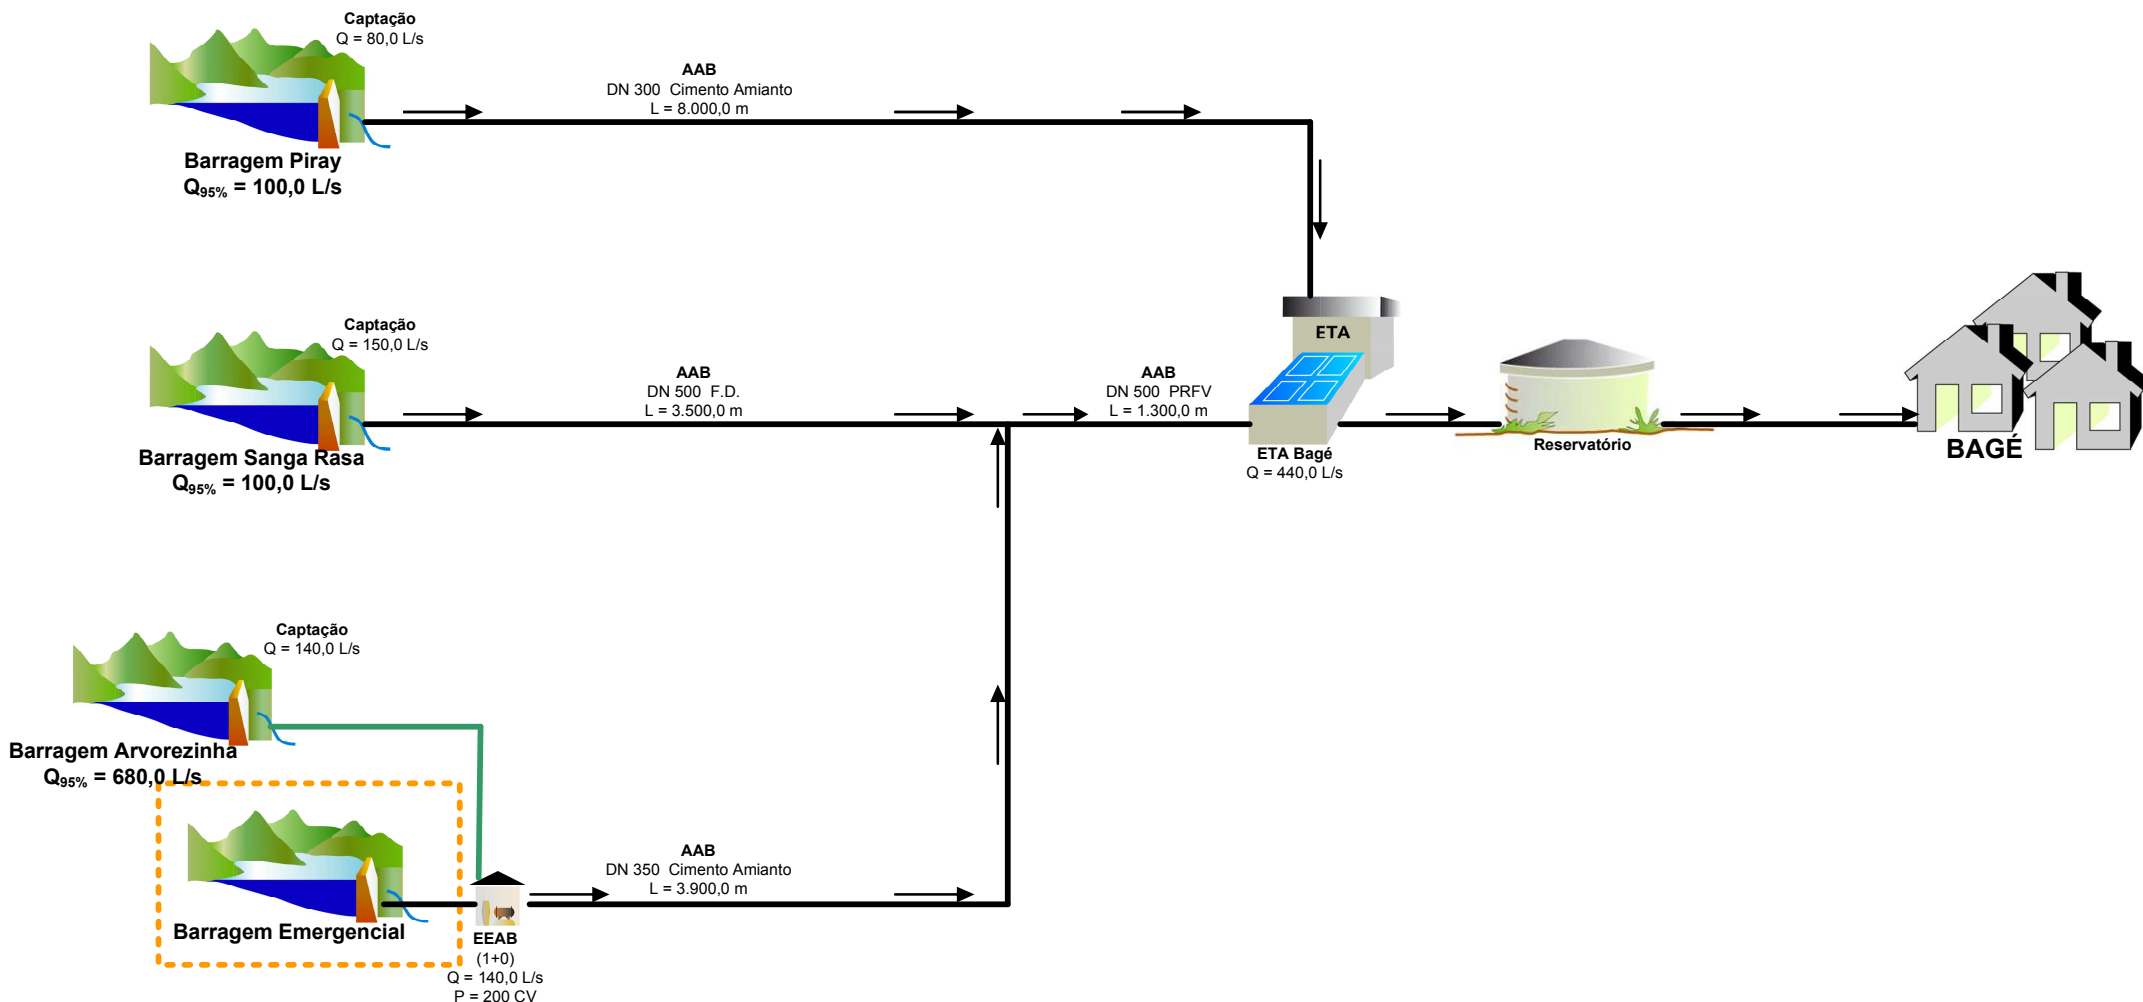 Captação
Q = 80,0 L/s
AAB
DN 300 Cimento Amianto
L = 8.000,0 m
Barragem Piray
Q95% = 100,0 L/s
Captação
Q = 150,0 L/s
AAB
DN 500 F.D.
L = 3.500,0 m
AAB
DN 500 PRFV
L = 1.300,0 m
ETA
ETA Bagé
Q = 440,0 L/s
Reservatório
BAGÉ
Barragem Sanga Rasa
Q95% = 100,0 L/s
Captação
Q = 140,0 L/s
Barragem Arvorezinha
Q95% = 680,0 L/s
AAB
DN 350 Cimento Amianto
L = 3.900,0 m
Barragem Emergencial
EEAB
(1+0)
Q = 140,0 L/s
P = 200 CV